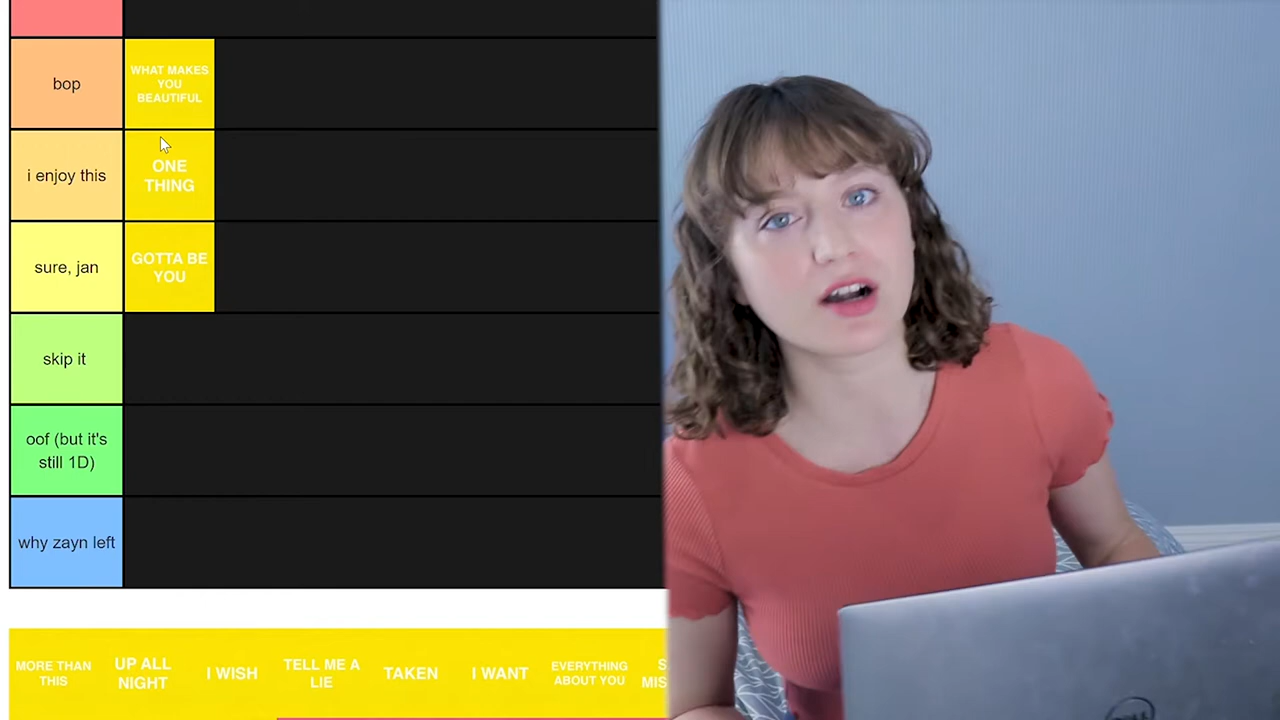 bop
WHAT MAKES
YOU
BEAUTIFUL
i enjoy this
ONE
THING
sure, jan
GOTTA BE
YOU
skip it
oof (but it's
still 1D)
why zayn left
MORE THAN
THIS
UP ALL
NIGHT
I WISH
TELL ME A
LIE
TAKEN
I WANT
EVERYTHING
ABOUT YOU
S
MIS
DELL